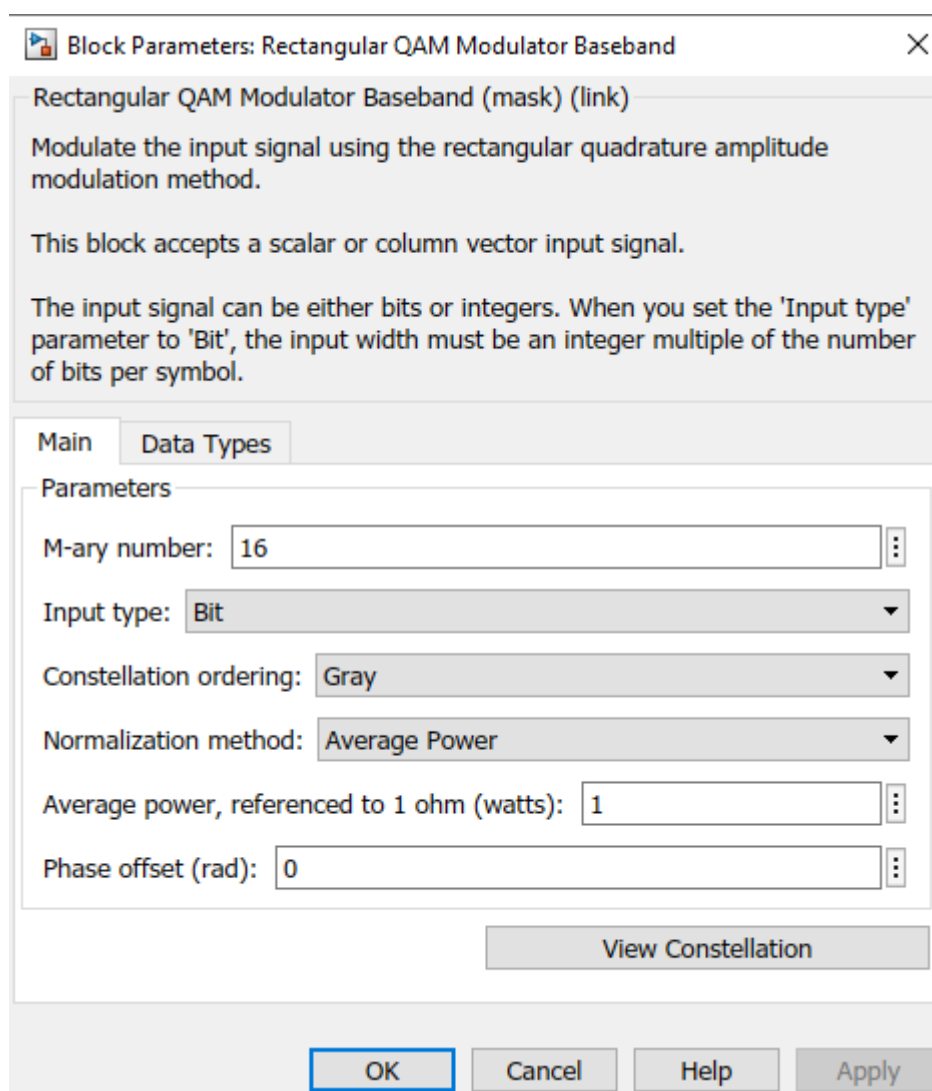 Block Parameters: Rectangular QAM Modulator Baseband
Rectangular QAM Modulator Baseband (mask) (link)
Modulate the input signal using the rectangular quadrature amplitude
modulation method.
This block accepts a scalar or column vector input signal.
The input signal can be either bits or integers. When you set the 'Input type'
parameter to 'Bit', the input width must be an integer multiple of the number
of bits per symbol.
Main Data Types
Parameters
M-ary number: 16
Input type: Bit
Constellation ordering: Gray
Normalization method: Average Power
Average power, referenced to 1 ohm (watts): 1
Phase offset (rad): 0
View Constellation
OK Cancel Help Apply